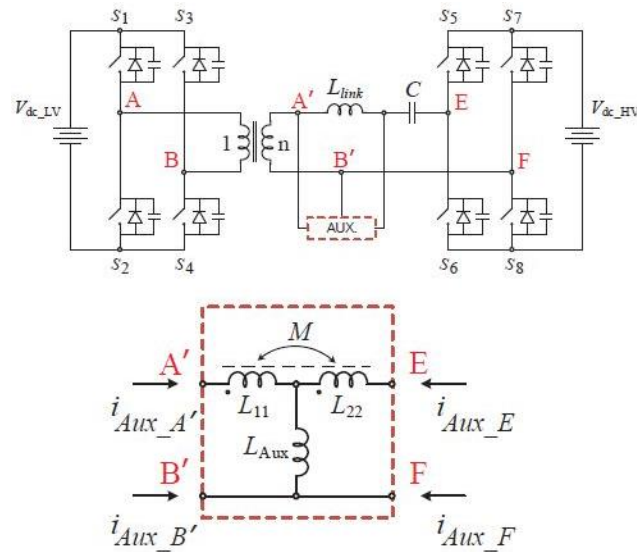 S1 S3 S5 S7
Vdc_LV A A′ Llink C E Vdc_HV
1 n
B B′ F
AUX.
S2 S4 S6 S8
M
A′ E
iAux_A′ L11 L22 iAux_E
LAux
B′ F
iAux_B′ iAux_F